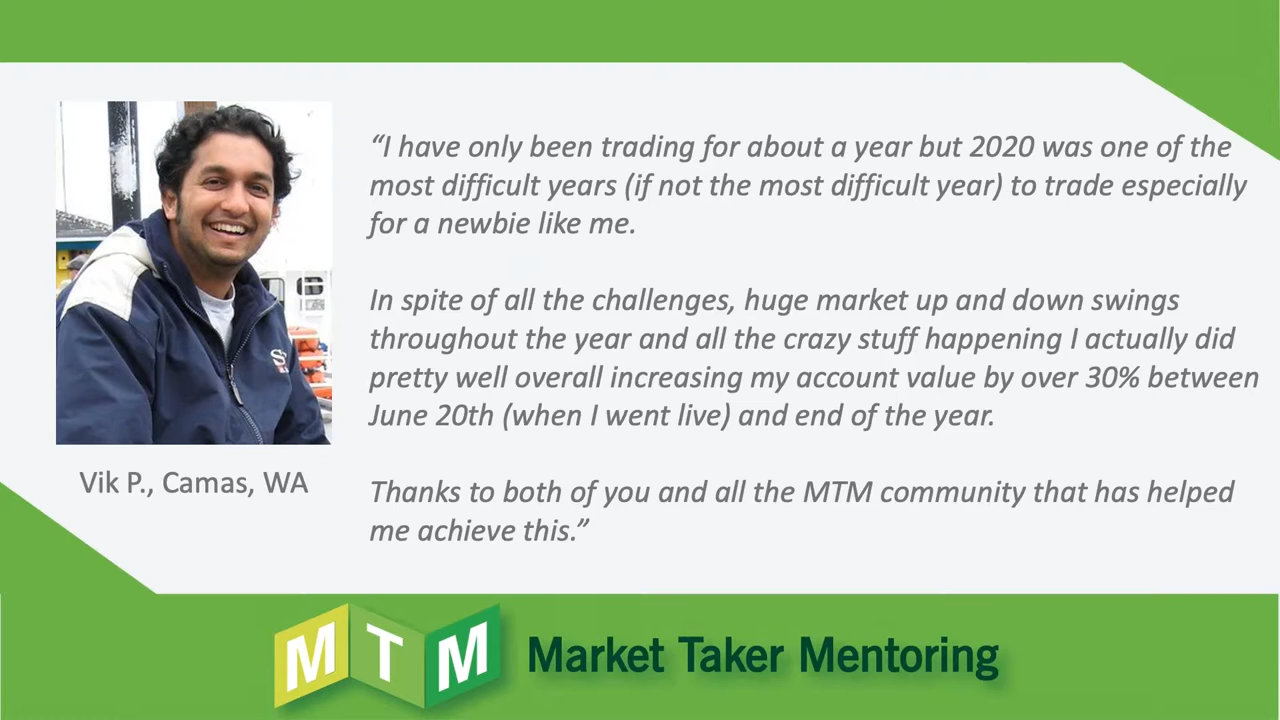 “I have only been trading for about a year but 2020 was one of the
most difficult years (if not the most difficult year) to trade especially
for a newbie like me.
In spite of all the challenges, huge market up and down swings
throughout the year and all the crazy stuff happening I actually did
pretty well overall increasing my account value by over 30% between
June 20th (when I went live) and end of the year.
Thanks to both of you and all the MTM community that has helped
me achieve this.”
Vik P., Camas, WA
MTM Market Taker Mentoring